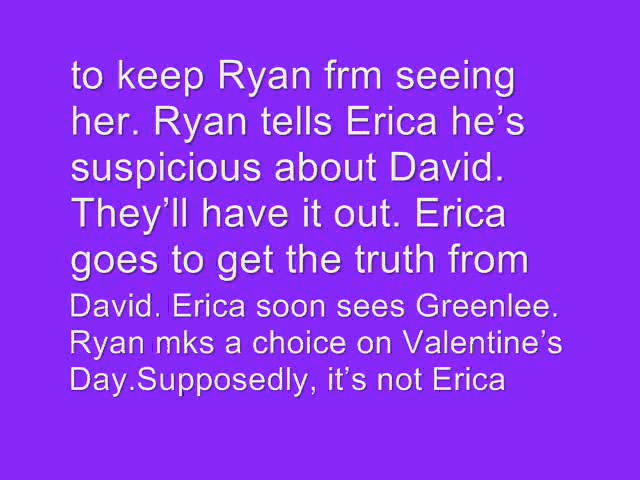 to keep Ryan frm seeing
her. Ryan tells Erica he’s
suspicious about David.
They’ll have it out. Erica
goes to get the truth from
David. Erica soon sees Greenlee.
Ryan mks a choice on Valentine’s
Day.Supposedly, it’s not Erica